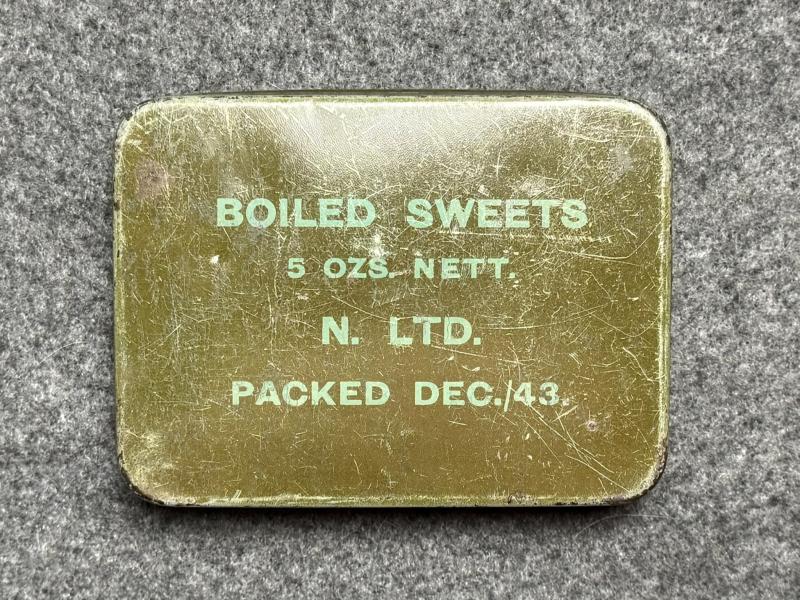 BOILED SWEETS
5 OZS. NETT.
N. LTD.
PACKED DEC./43.